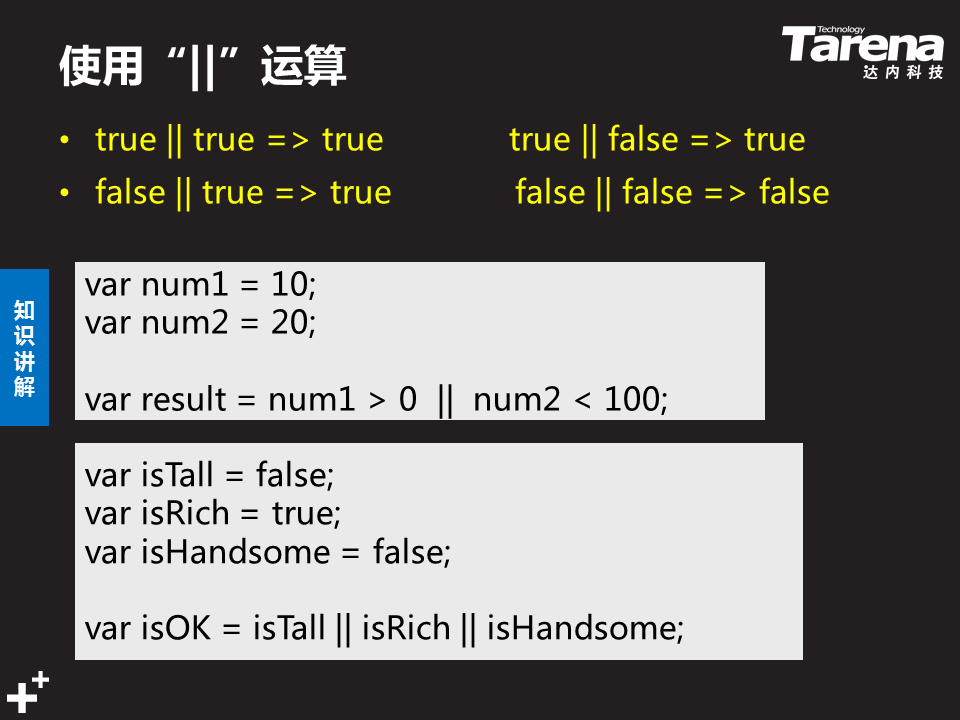 使用“||”运算
Technology
Tarena
达内科技
• true || true => true true || false => true
• false || true => true false || false => false
知识讲解
var num1 = 10;
var num2 = 20;
var result = num1 > 0 || num2 < 100;
var isTall = false;
var isRich = true;
var isHandsome = false;
var isOK = isTall || isRich || isHandsome;